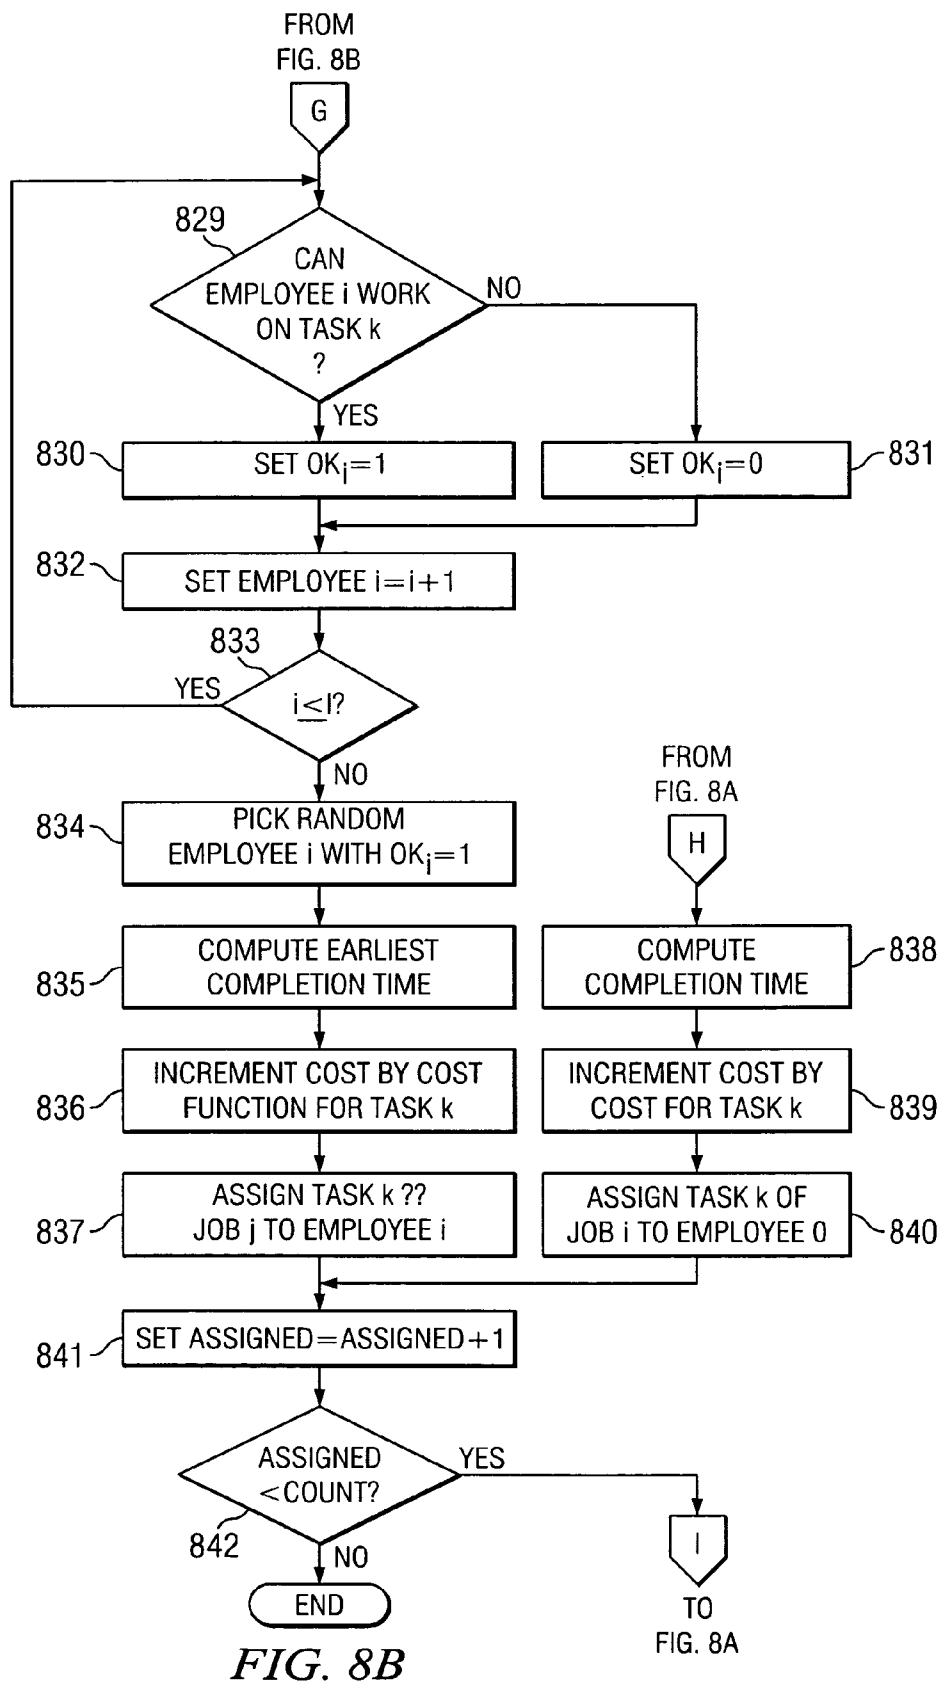 FROM
FIG. 8B
G
829
CAN
EMPLOYEE i WORK
ON TASK k
?
NO
YES
830
SET OKi=1
SET OKi=0
831
832
SET EMPLOYEE i=i+1
833
YES
i≤I?
NO
834
PICK RANDOM
EMPLOYEE i WITH OKi=1
FROM
FIG. 8A
H
835
COMPUTE EARLIEST
COMPLETION TIME
COMPUTE
COMPLETION TIME
838
836
INCREMENT COST BY COST
FUNCTION FOR TASK k
INCREMENT COST BY
COST FOR TASK k
839
837
ASSIGN TASK k ??
JOB j TO EMPLOYEE i
ASSIGN TASK k OF
JOB i TO EMPLOYEE 0
840
841
SET ASSIGNED=ASSIGNED+1
ASSIGNED
<COUNT?
YES
842
NO
END
I
TO
FIG. 8A
FIG. 8B